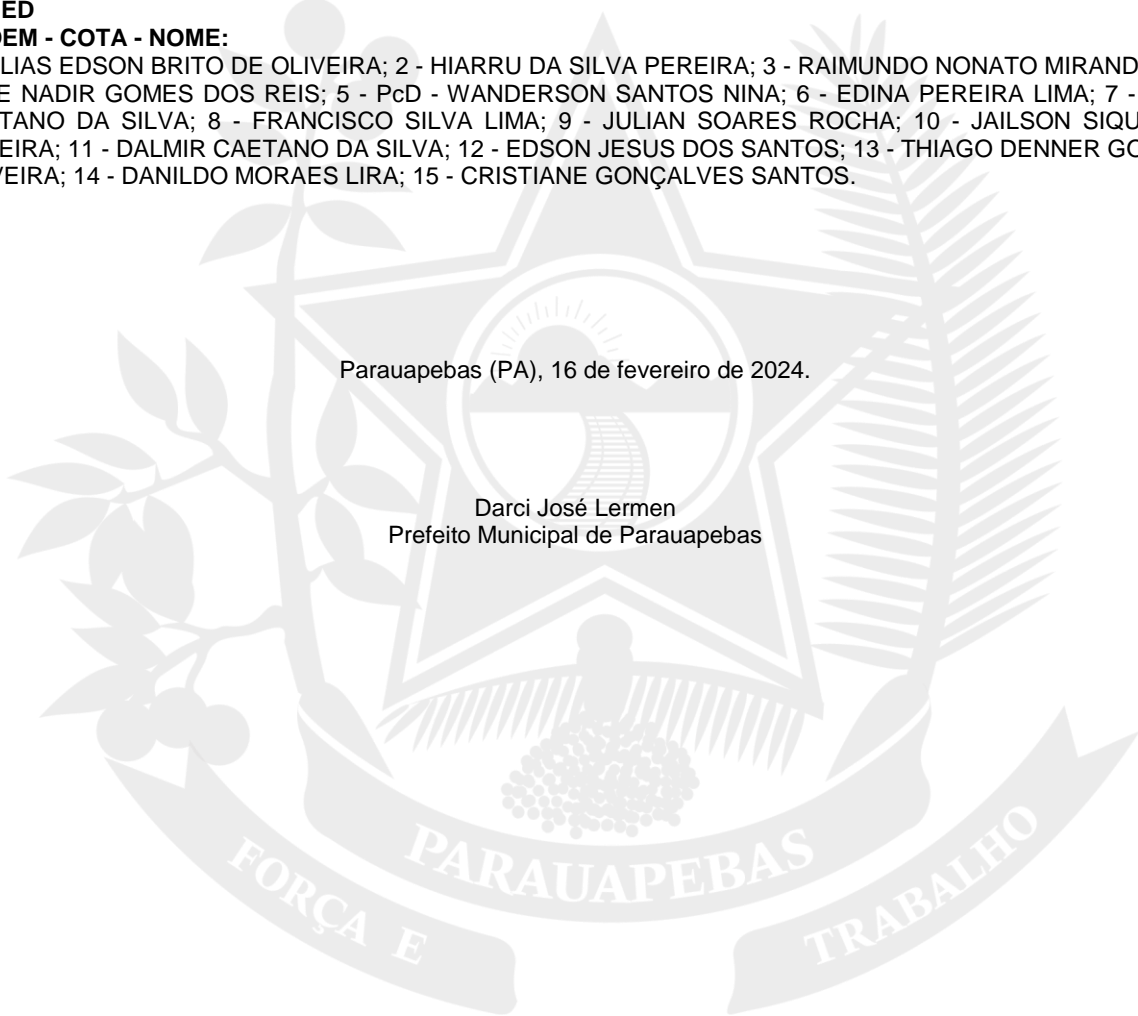 ED
DEM - COTA - NOME:
LIAS EDSON BRITO DE OLIVEIRA; 2 - HIARRU DA SILVA PEREIRA; 3 - RAIMUNDO NONATO MIRAND
E NADIR GOMES DOS REIS; 5 - PcD - WANDERSON SANTOS NINA; 6 - EDINA PEREIRA LIMA; 7 -
TANO DA SILVA; 8 - FRANCISCO SILVA LIMA; 9 - JULIAN SOARES ROCHA; 10 - JAILSON SIQU
EIRA; 11 - DALMIR CAETANO DA SILVA; 12 - EDSON JESUS DOS SANTOS; 13 - THIAGO DENNER GO
VEIRA; 14 - DANILDO MORAES LIRA; 15 - CRISTIANE GONÇALVES SANTOS.
Parauapebas (PA), 16 de fevereiro de 2024.
Darci José Lermen
Prefeito Municipal de Parauapebas
FORÇA E
PARAUAPEBAS
TRABALHO